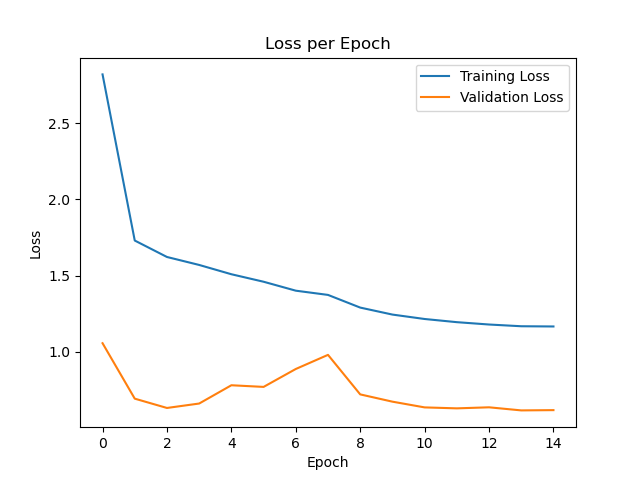 Loss per Epoch
Training Loss
Validation Loss
2.5
2.0
1.5
1.0
Loss
0 2 4 6 8 10 12 14
Epoch